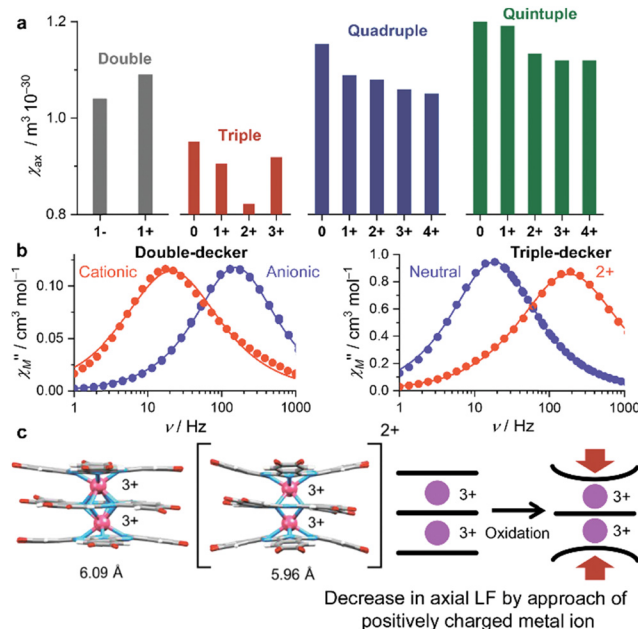 a
1.2
1.0
0.8
χax / m³ 10⁻³⁰
Double
Triple
Quadruple
Quintuple
1- 1+ 0 1+ 2+ 3+ 0 1+ 2+ 3+ 4+ 0 1+ 2+ 3+ 4+
b
Double-decker
Cationic
Anionic
0.10
0.05
0.00
χM'' / cm³ mol⁻¹
1 10 100 1000
ν / Hz
Triple-decker
Neutral
2+
1.0
0.8
0.6
0.4
0.2
0.0
χM'' / cm³ mol⁻¹
1 10 100 1000
ν / Hz
c
3+
3+
6.09 Å
2+
3+
3+
5.96 Å
3+
3+
Oxidation
3+
3+
Decrease in axial LF by approach of
positively charged metal ion